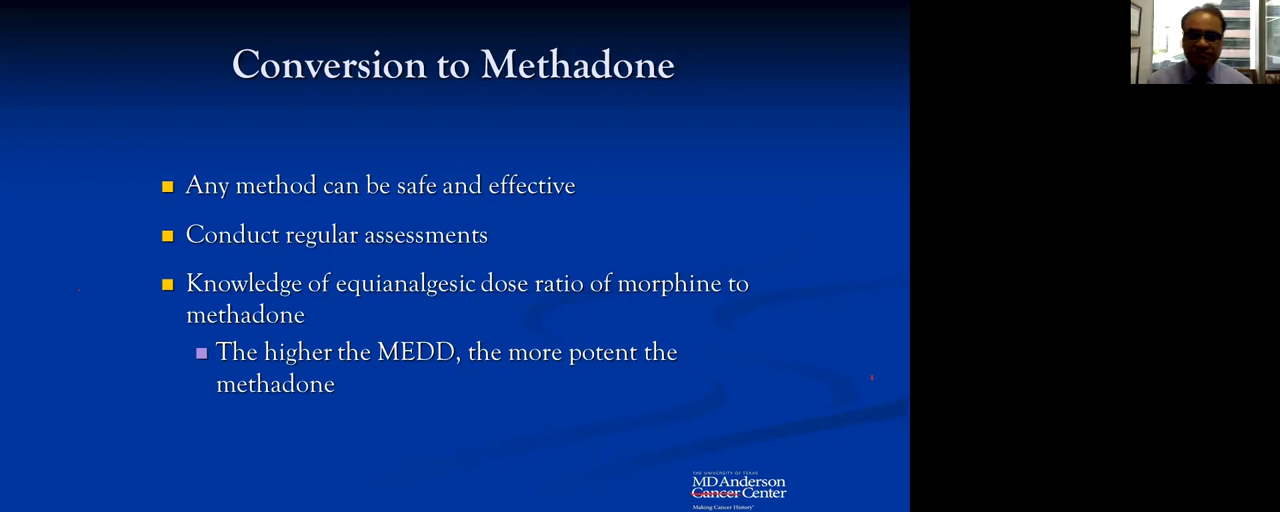 Conversion to Methadone
Any method can be safe and effective
Conduct regular assessments
Knowledge of equianalgesic dose ratio of morphine to
methadone
The higher the MEDD, the more potent the
methadone
THE UNIVERSITY OF TEXAS
MD Anderson
Cancer Center
Making Cancer History®